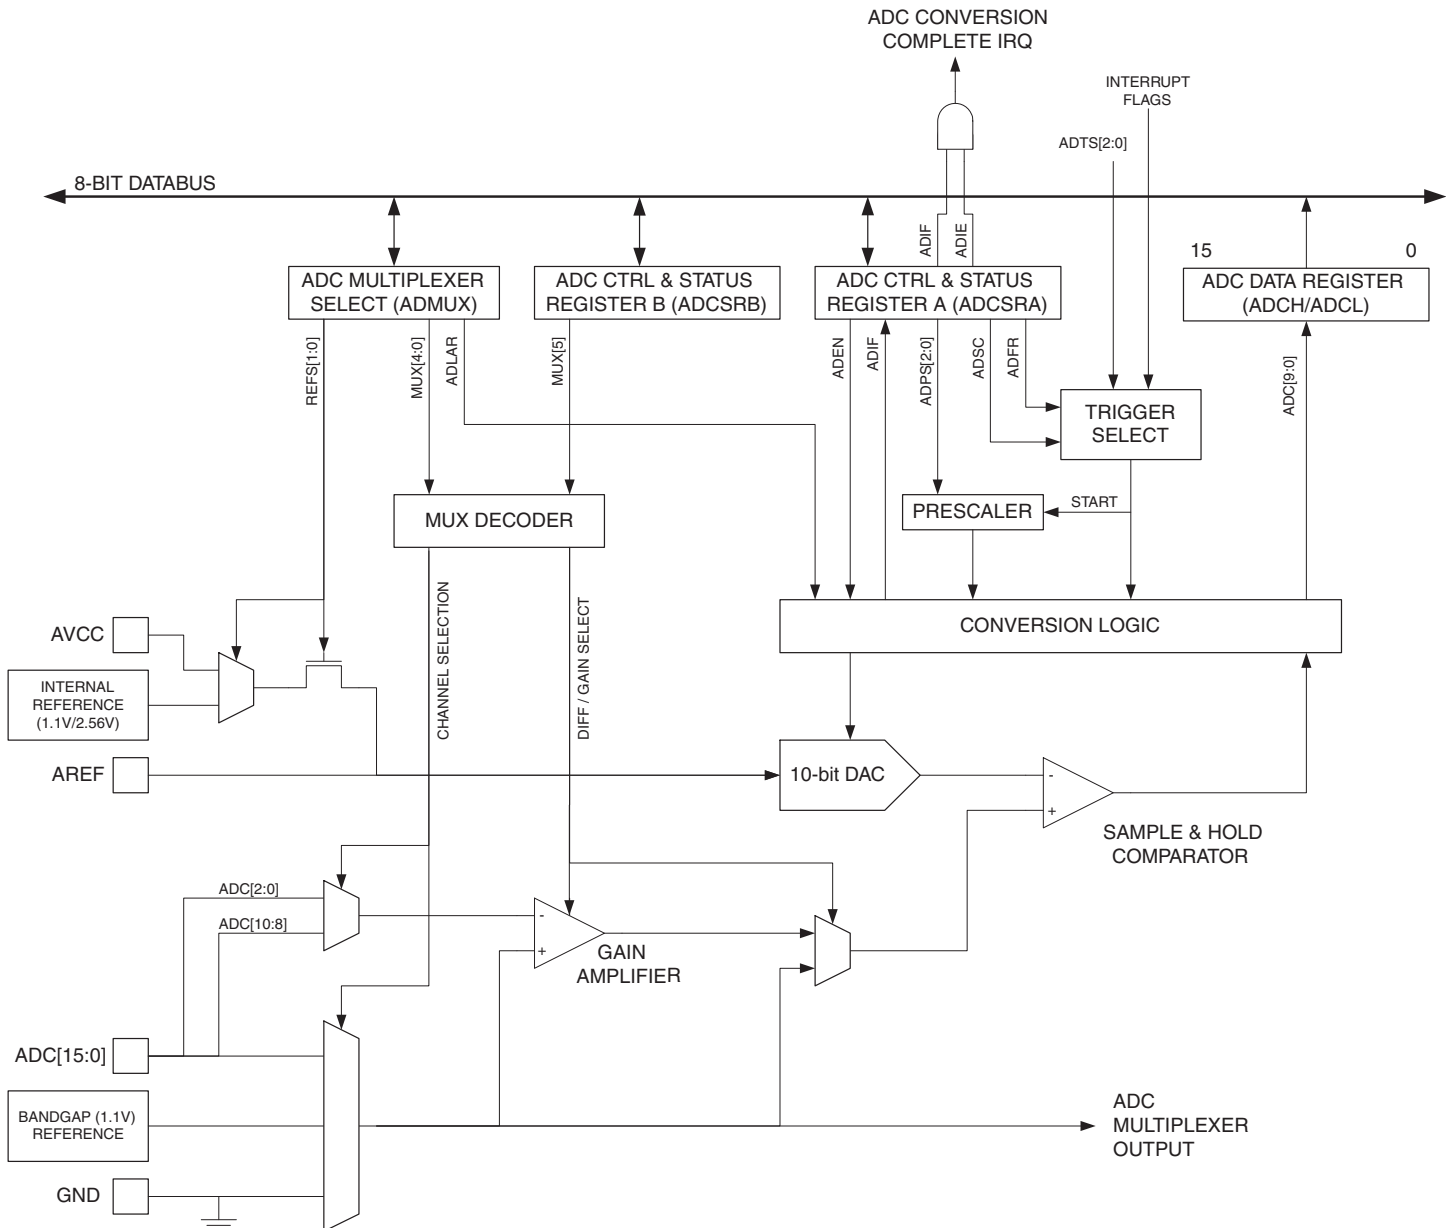 ADC CONVERSION
COMPLETE IRQ
INTERRUPT
FLAGS
ADTS[2:0]
8-BIT DATABUS
ADIF
ADIE
15
0
ADC MULTIPLEXER
SELECT (ADMUX)
ADC CTRL & STATUS
REGISTER B (ADCSRB)
ADC CTRL & STATUS
REGISTER A (ADCSRA)
ADC DATA REGISTER
(ADCH/ADCL)
REFS[1:0]
MUX[4:0]
ADLAR
MUX[5]
ADEN
ADIF
ADPS[2:0]
ADSC
ADFR
ADC[9:0]
TRIGGER
SELECT
MUX DECODER
PRESCALER
START
CHANNEL SELECTION
DIFF / GAIN SELECT
CONVERSION LOGIC
AVCC
INTERNAL
REFERENCE
(1.1V/2.56V)
AREF
10-bit DAC
-
+
SAMPLE & HOLD
COMPARATOR
ADC[2:0]
ADC[10:8]
-
+
GAIN
AMPLIFIER
ADC[15:0]
BANDGAP (1.1V)
REFERENCE
ADC
MULTIPLEXER
OUTPUT
GND